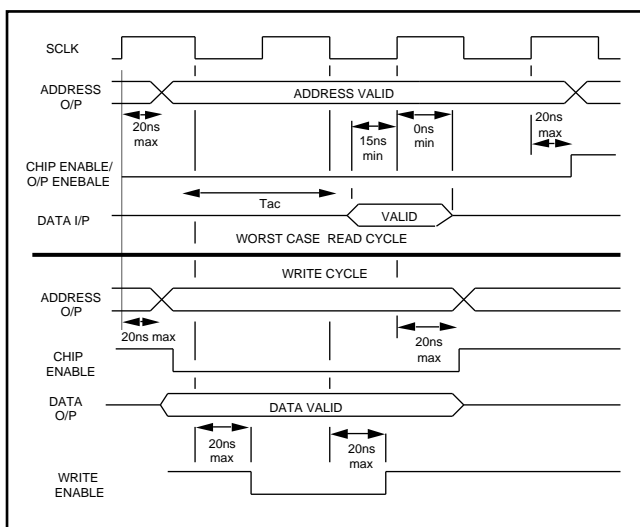 SCLK
ADDRESS
O/P
ADDRESS VALID
20ns
max
15ns
min
0ns
min
20ns
max
CHIP ENABLE/
O/P ENEBALE
Tac
DATA I/P
VALID
WORST CASE READ CYCLE
WRITE CYCLE
ADDRESS
O/P
20ns max
20ns
max
CHIP
ENABLE
DATA
O/P
DATA VALID
20ns
max
20ns
max
WRITE
ENABLE